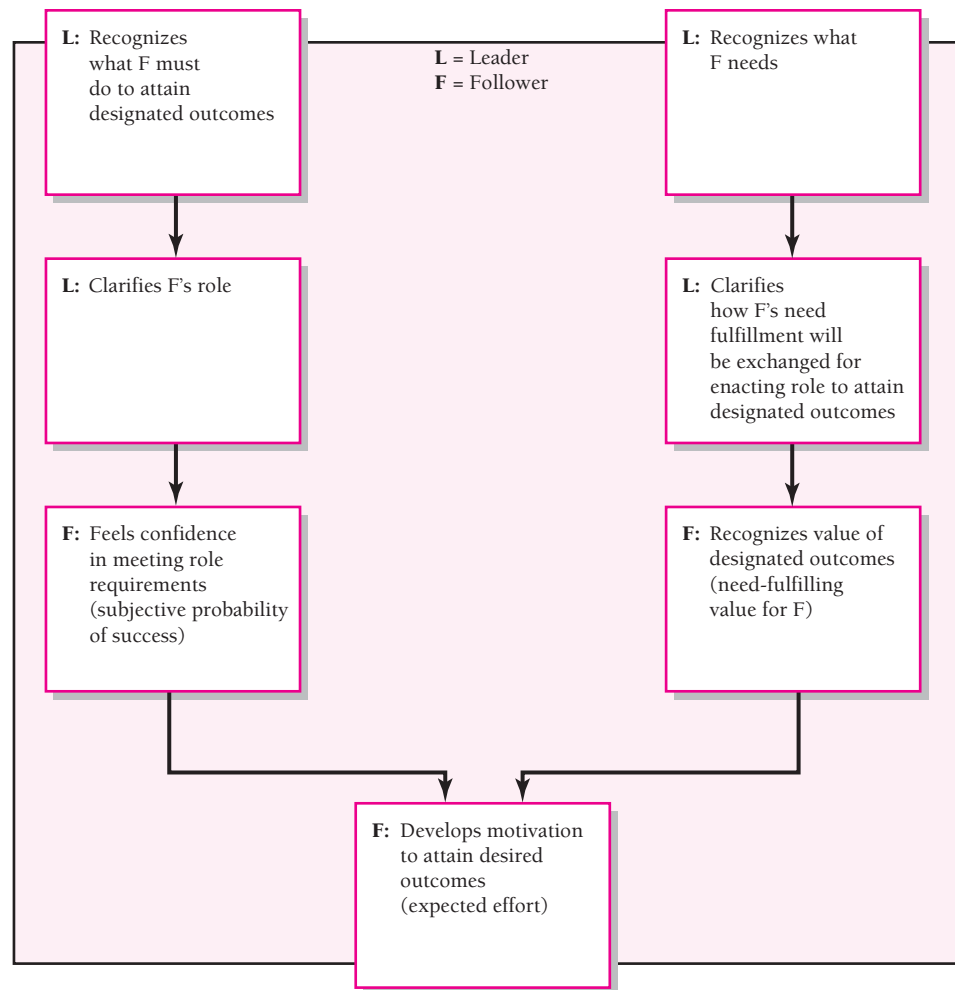 L: Recognizes
what F must
do to attain
designated outcomes
L = Leader
F = Follower
L: Recognizes what
F needs
L: Clarifies F's role
L: Clarifies
how F's need
fulfillment will
be exchanged for
enacting role to attain
designated outcomes
F: Feels confidence
in meeting role
requirements
(subjective probability
of success)
F: Recognizes value of
designated outcomes
(need-fulfilling
value for F)
F: Develops motivation
to attain desired
outcomes
(expected effort)